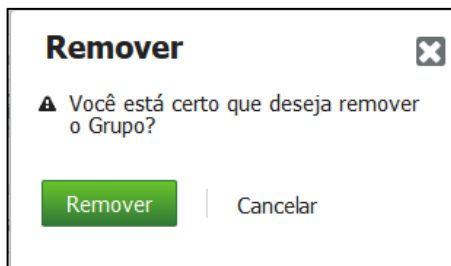 Remover
Você está certo que deseja remover
o Grupo?
Remover
Cancelar